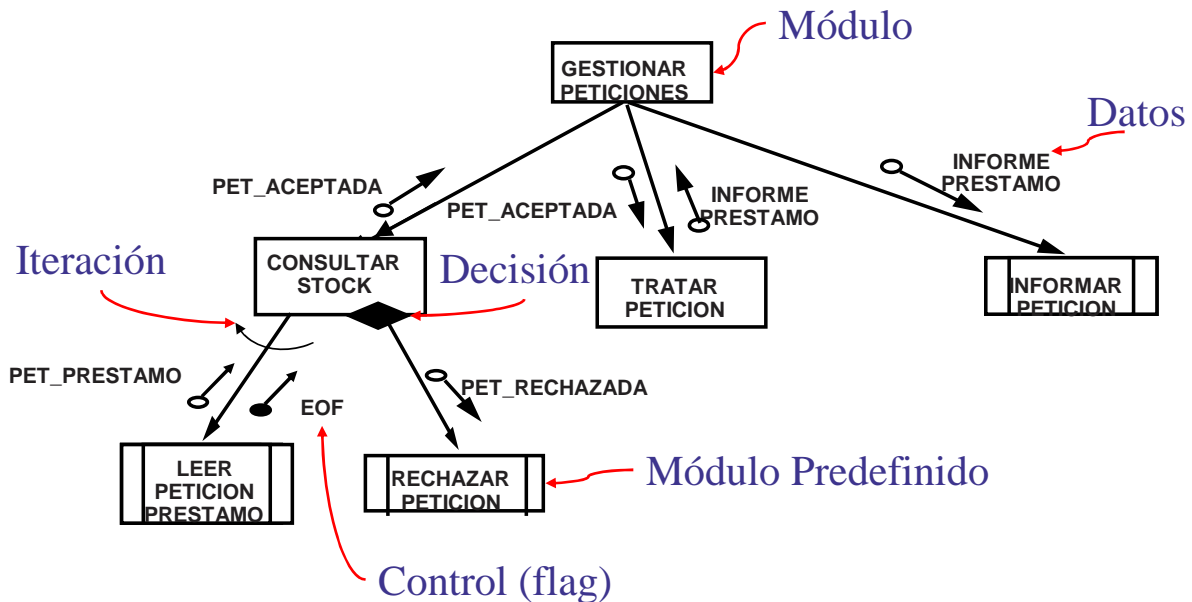 Módulo
GESTIONAR
PETICIONES
Datos
INFORME
PRESTAMO
PET_ACEPTADA
PET_ACEPTADA
INFORME
PRESTAMO
Iteración
CONSULTAR
STOCK
Decisión
TRATAR
PETICION
INFORMAR
PETICION
PET_PRESTAMO
EOF
PET_RECHAZADA
LEER
PETICION
PRESTAMO
RECHAZAR
PETICION
Módulo Predefinido
Control (flag)